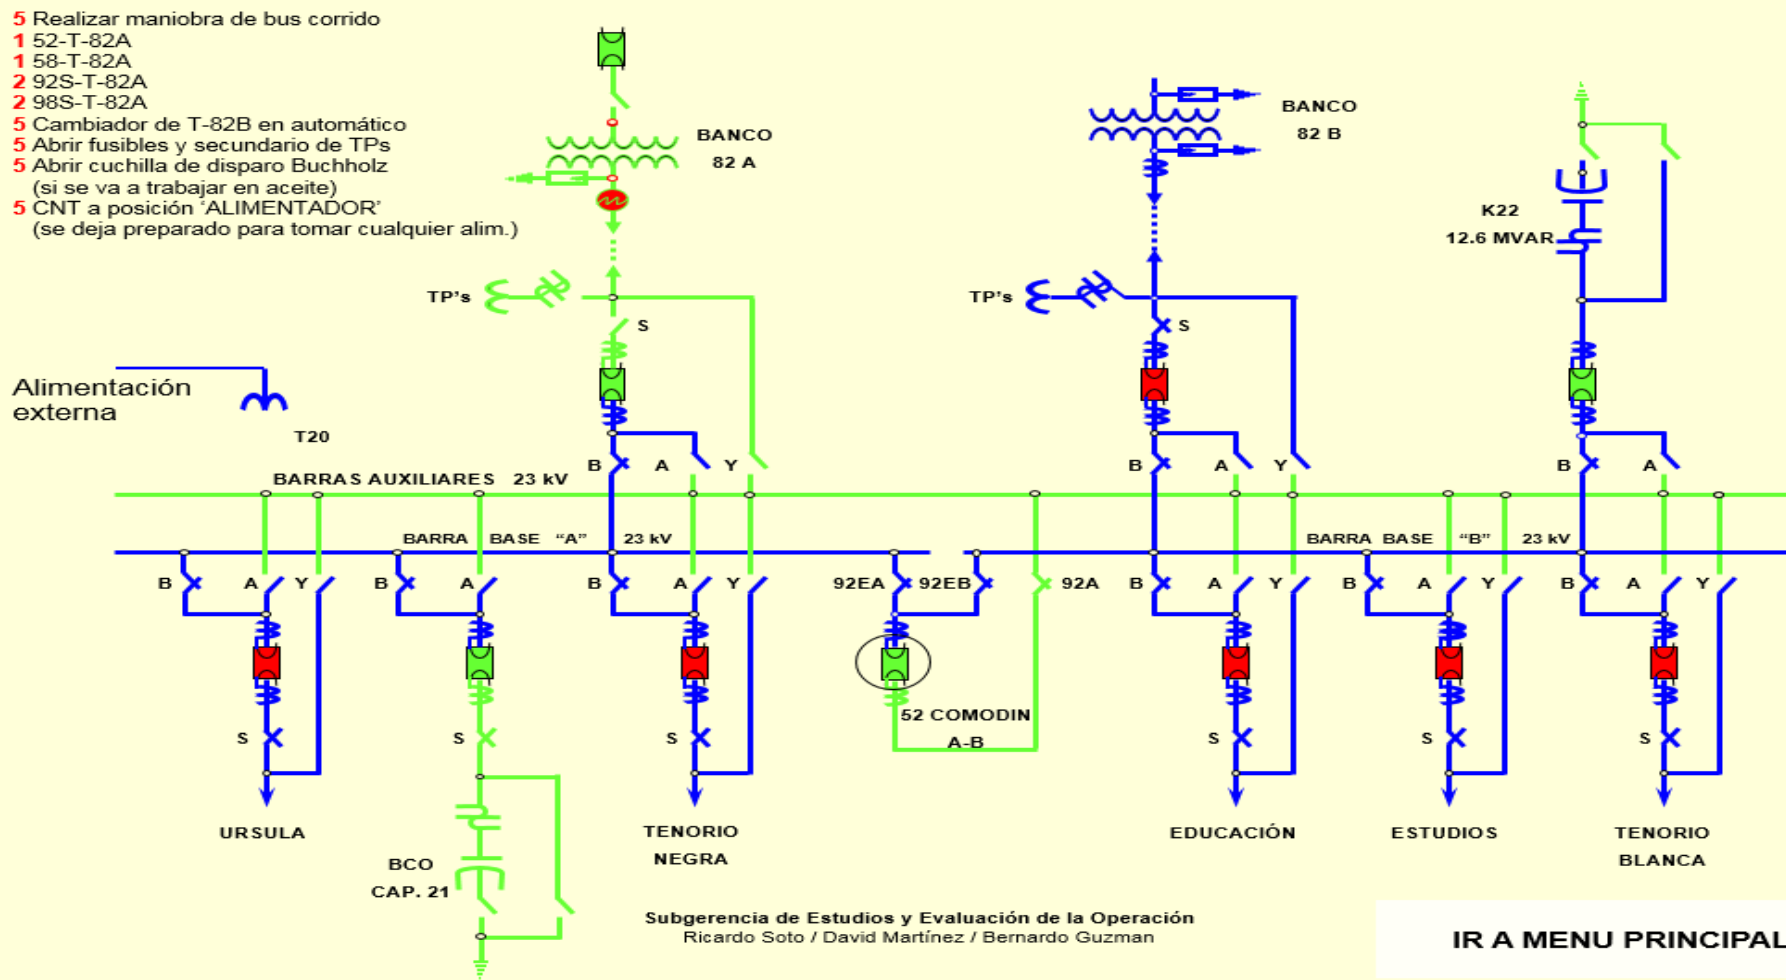 5 Realizar maniobra de bus corrido
1 52-T-82A
1 58-T-82A
2 92S-T-82A
2 98S-T-82A
5 Cambiador de T-82B en automático
5 Abrir fusibles y secundario de TPs
5 Abrir cuchilla de disparo Buchholz
(si se va a trabajar en aceite)
5 CNT a posición ‘ALIMENTADOR’
(se deja preparado para tomar cualquier alim.)
BANCO
82 A
BANCO
82 B
K22
12.6 MVAR
TP's
TP's
S
S
Alimentación
externa
T20
B A Y
B A Y
B A
BARRAS AUXILIARES 23 kV
BARRA BASE “A” 23 kV
BARRA BASE “B” 23 kV
B A Y
B A
B A Y
92EA 92EB 92A
B A Y
B A Y
B A Y
52 COMODIN
A-B
S
S
S
S
S
S
URSULA
BCO
CAP. 21
TENORIO
NEGRA
EDUCACIÓN
ESTUDIOS
TENORIO
BLANCA
Subgerencia de Estudios y Evaluación de la Operación
Ricardo Soto / David Martínez / Bernardo Guzman
IR A MENU PRINCIPAL